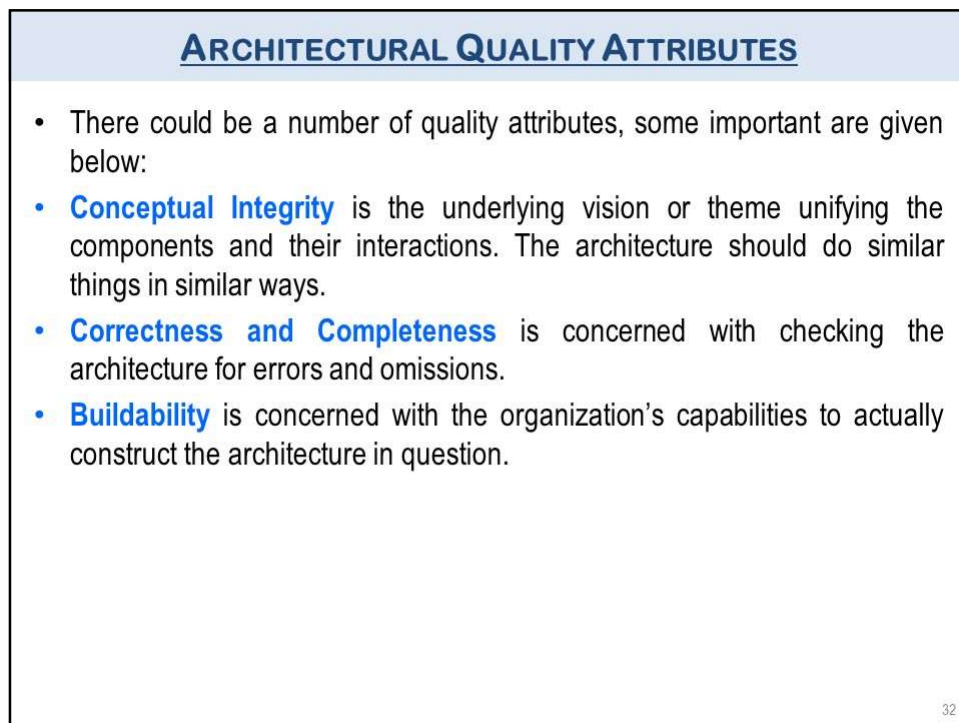 ARCHITECTURAL QUALITY ATTRIBUTES
• There could be a number of quality attributes, some important are given
below:
• Conceptual Integrity is the underlying vision or theme unifying the
components and their interactions. The architecture should do similar
things in similar ways.
• Correctness and Completeness is concerned with checking the
architecture for errors and omissions.
• Buildability is concerned with the organization's capabilities to actually
construct the architecture in question.
32